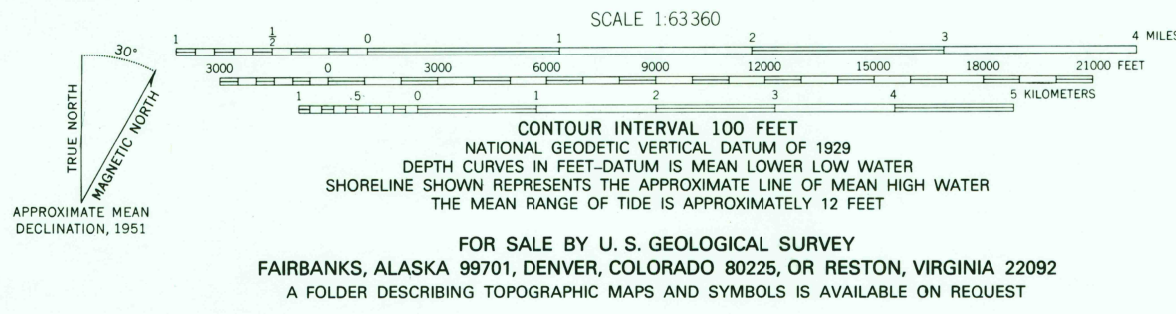 SCALE 1:63360
1 ½ 0 1 2 3 4 MILES
3000 0 3000 6000 9000 12000 15000 18000 21000 FEET
1 .5 0 1 2 3 4 5 KILOMETERS
30°
TRUE NORTH
MAGNETIC NORTH
APPROXIMATE MEAN
DECLINATION, 1951
CONTOUR INTERVAL 100 FEET
NATIONAL GEODETIC VERTICAL DATUM OF 1929
DEPTH CURVES IN FEET–DATUM IS MEAN LOWER LOW WATER
SHORELINE SHOWN REPRESENTS THE APPROXIMATE LINE OF MEAN HIGH WATER
THE MEAN RANGE OF TIDE IS APPROXIMATELY 12 FEET
FOR SALE BY U. S. GEOLOGICAL SURVEY
FAIRBANKS, ALASKA 99701, DENVER, COLORADO 80225, OR RESTON, VIRGINIA 22092
A FOLDER DESCRIBING TOPOGRAPHIC MAPS AND SYMBOLS IS AVAILABLE ON REQUEST